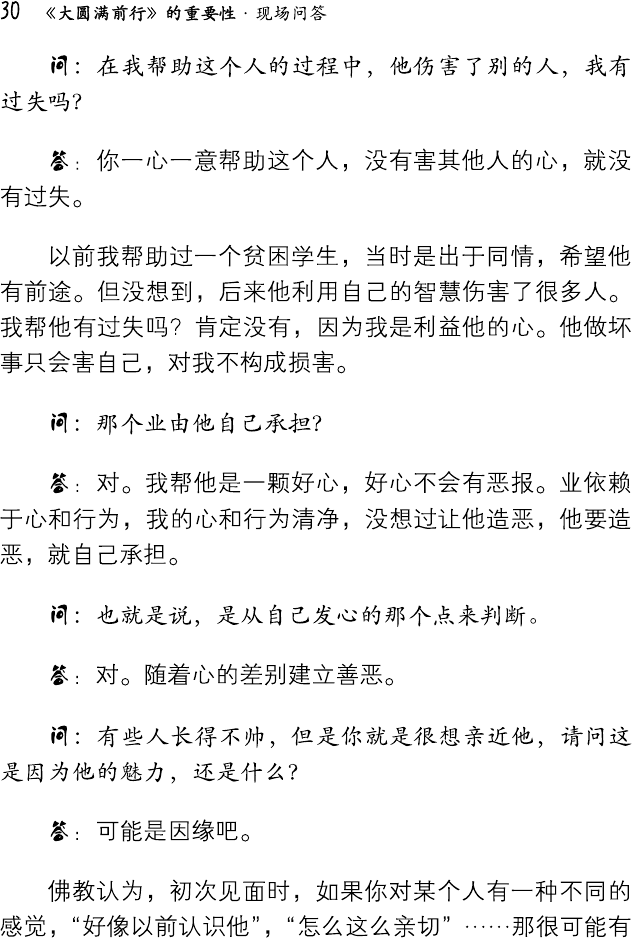 30 《大圆满前行》的重要性·现场问答
问：在我帮助这个人的过程中，他伤害了别的人，我有
过失吗？
答：你一心一意帮助这个人，没有害其他人的心，就没
有过失。
以前我帮助过一个贫困学生，当时是出于同情，希望他
有前途。但没想到，后来他利用自己的智慧伤害了很多人。
我帮他有过失吗？肯定没有，因为我是利益他的心。他做坏
事只会害自己，对我不构成损害。
问：那个业由他自己承担？
答：对。我帮他是一颗好心，好心不会有恶报。业依赖
于心和行为，我的心和行为清净，没想过让他造恶，他要造
恶，就自己承担。
问：也就是说，是从自己发心的那个点来判断。
答：对。随着心的差别建立善恶。
问：有些人长得不帅，但是你就是很想亲近他，请问这
是因为他的魅力，还是什么？
答：可能是因缘吧。
佛教认为，初次见面时，如果你对某个人有一种不同的
感觉，“好像以前认识他”，“怎么这么亲切”……那很可能有